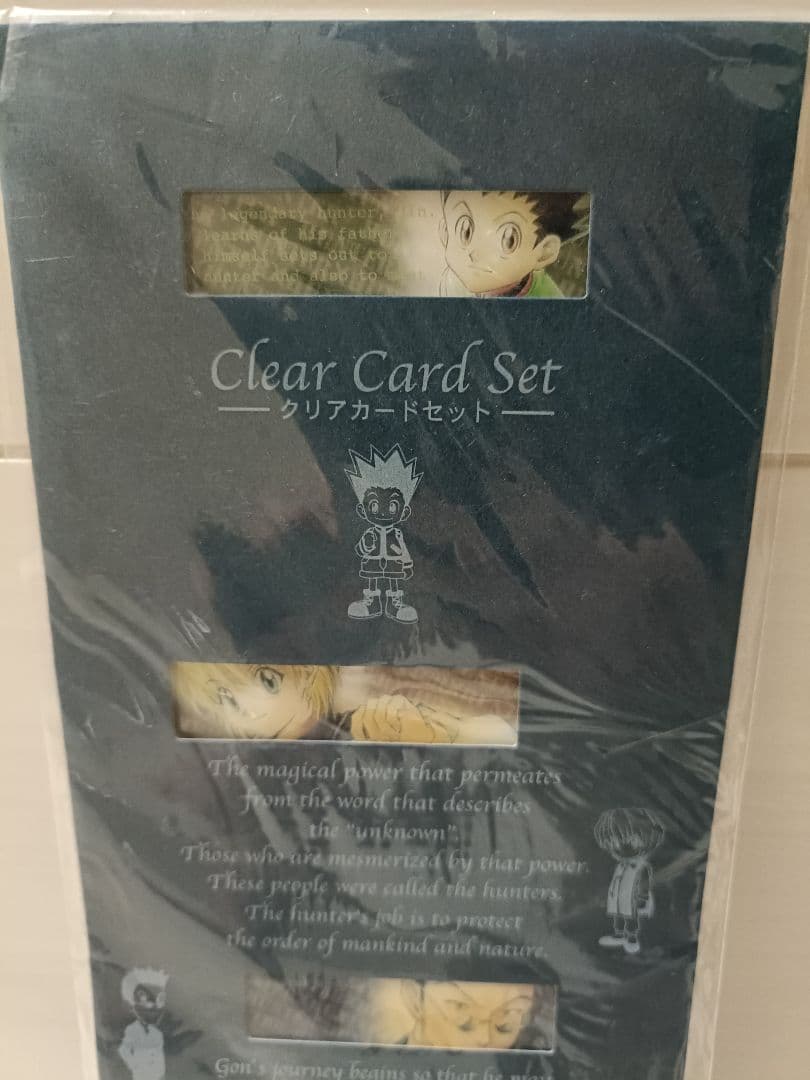 legendary hunter,
learns of his father
himself sets out to
and also to
Clear Card Set
クリアカードセット
The magical power that permeates
from the word that describes
the "unknown".
Those who are mesmerized by that power.
These people were called the hunters.
The hunter's job is to protect
the order of mankind and nature.
Gon's journey begins so that he may